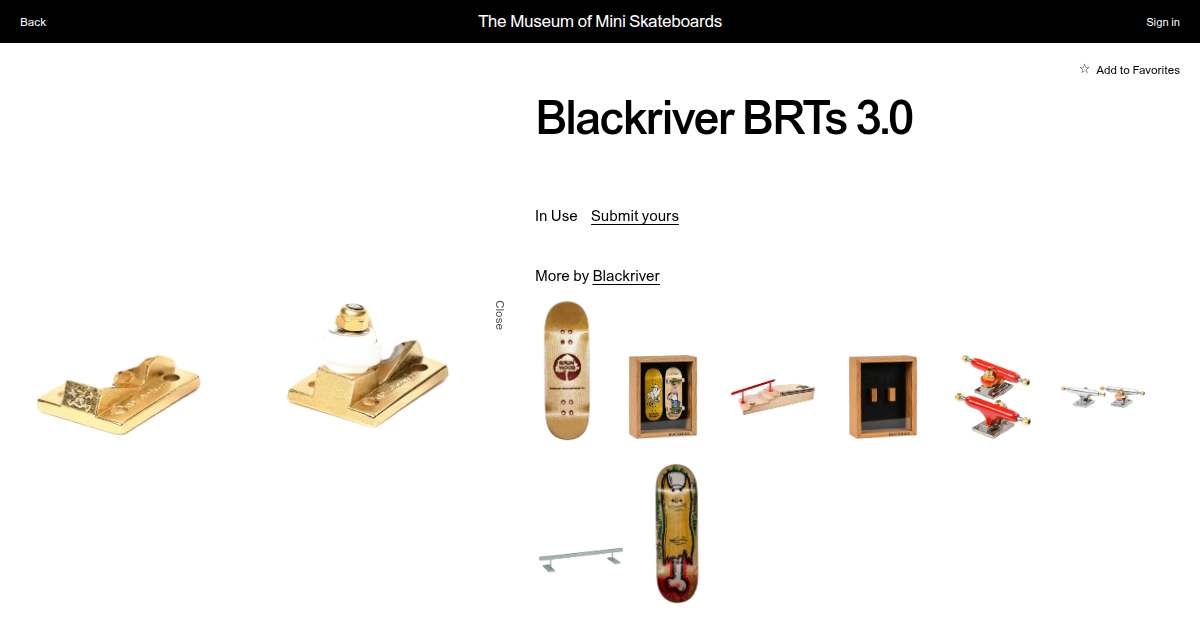 Back
The Museum of Mini Skateboards
Sign in
☆ Add to Favorites
Blackriver BRTs 3.0
In Use Submit yours
More by Blackriver
Close